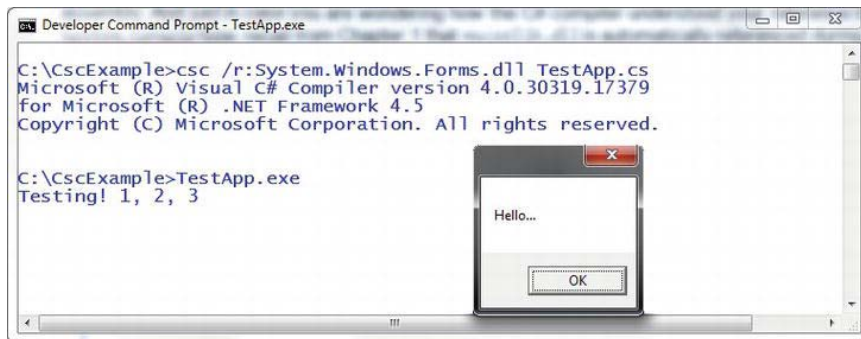 Developer Command Prompt - TestApp.exe
C:\CscExample>csc /r:System.Windows.Forms.dll TestApp.cs
Microsoft (R) Visual C# Compiler version 4.0.30319.17379
for Microsoft (R) .NET Framework 4.5
Copyright (C) Microsoft Corporation. All rights reserved.
C:\CscExample>TestApp.exe
Testing! 1, 2, 3
Hello...
OK